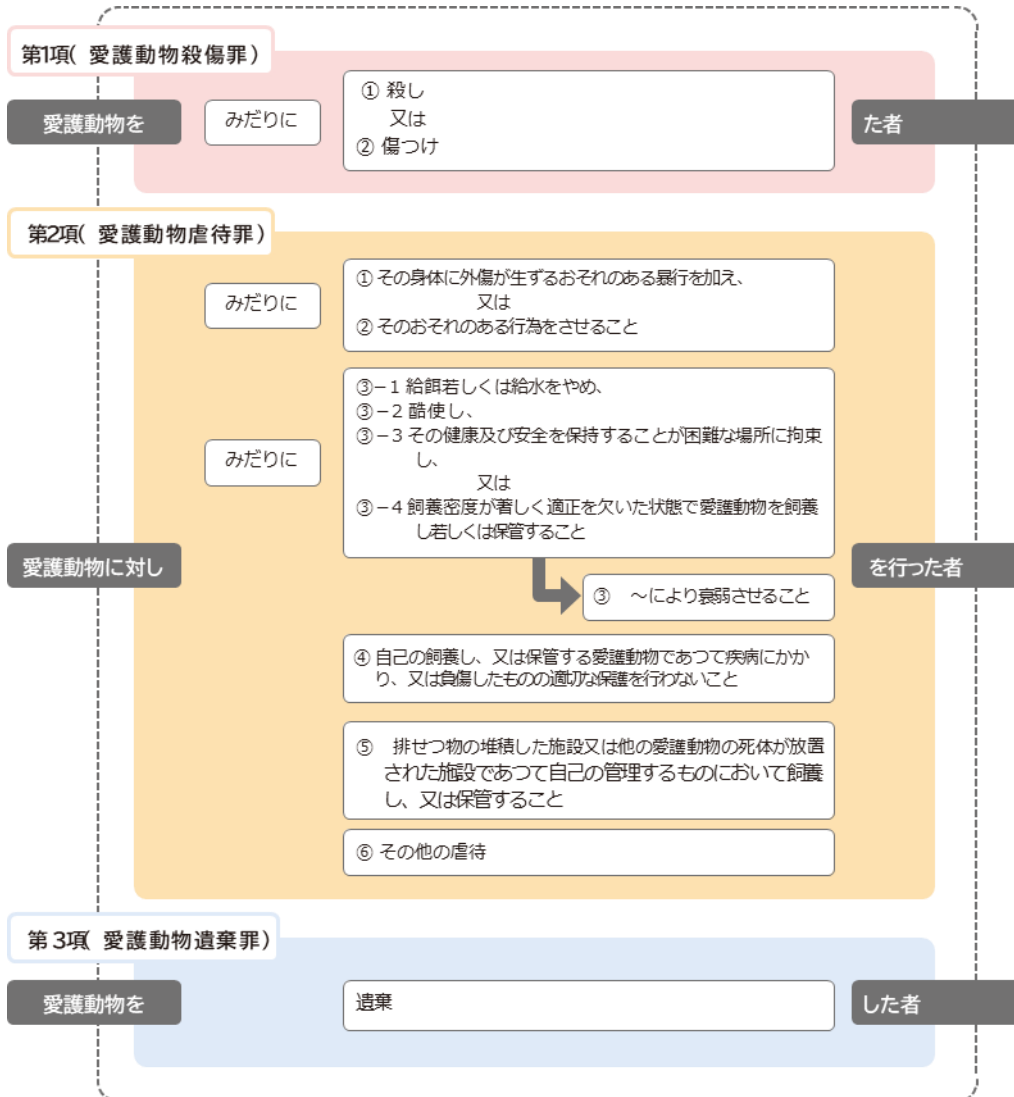 第1項( 愛護動物殺傷罪)
愛護動物を
みだりに
① 殺し
又は
② 傷つけ
た者
第2項( 愛護動物虐待罪)
みだりに
① その身体に外傷が生ずるおそれのある暴行を加え、
又は
② そのおそれのある行為をさせること
みだりに
③−1 給餌若しくは給水をやめ、
③−2 酷使し、
③−3 その健康及び安全を保持することが困難な場所に拘束
し、
又は
③−4 飼養密度が著しく適正を欠いた状態で愛護動物を飼養
し若しくは保管すること
愛護動物に対し
を行った者
③ ～により衰弱させること
④ 自己の飼養し、又は保管する愛護動物であつて疾病にかか
り、又は負傷したものの適切な保護を行わないこと
⑤ 排せつ物の堆積した施設又は他の愛護動物の死体が放置
された施設であつて自己の管理するものにおいて飼養
し、又は保管すること
⑥ その他の虐待
第3項( 愛護動物遺棄罪)
愛護動物を
遺棄
した者